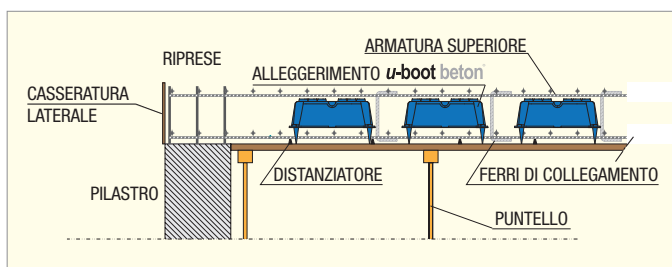 RIPRESE
ARMATURA SUPERIORE
ALLEGGERIMENTO u-boot beton
CASSERATURA
LATERALE
PILASTRO
DISTANZIATORE
FERRI DI COLLEGAMENTO
PUNTELLO